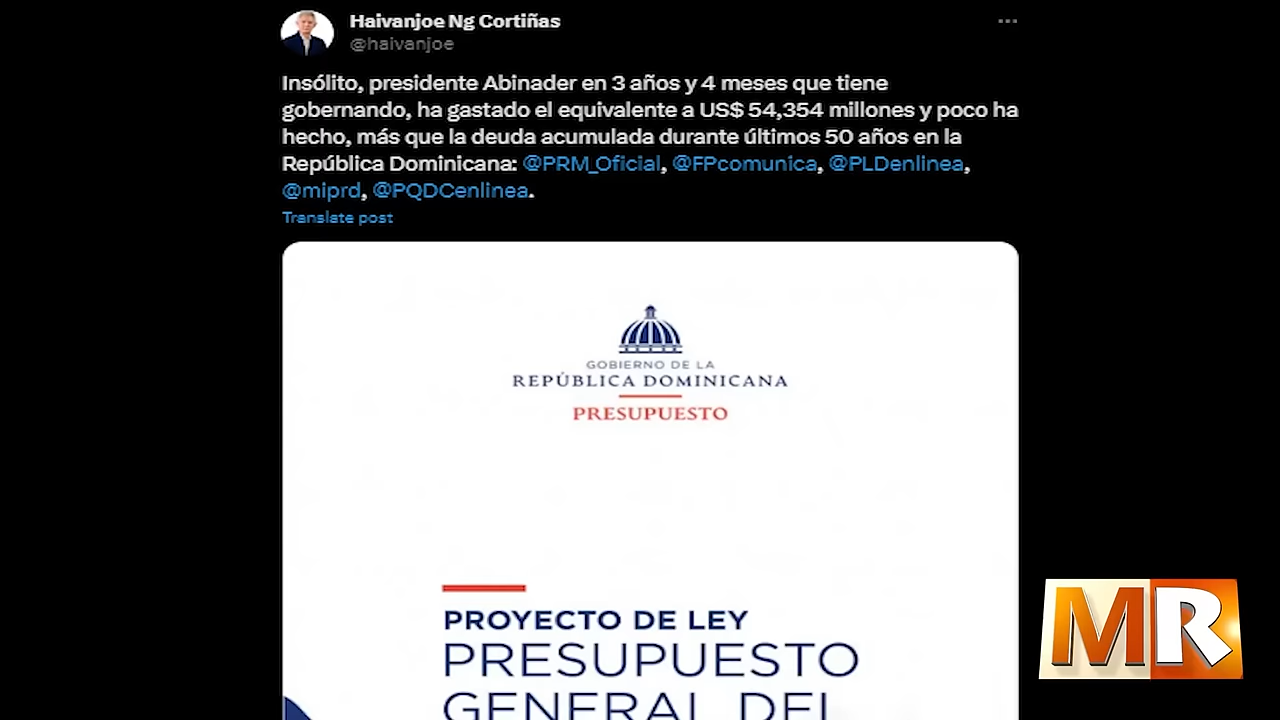 Haivanjoe Ng Cortiñas
@haivanjoe
Insólito, presidente Abinader en 3 años y 4 meses que tiene
gobernando, ha gastado el equivalente a US$ 54,354 millones y poco ha
hecho, más que la deuda acumulada durante últimos 50 años en la
República Dominicana: @PRM_Oficial, @FPcomunica, @PLDenlinea,
@miprd, @PQDCenlinea.
Translate post
GOBIERNO DE LA
REPÚBLICA DOMINICANA
PRESUPUESTO
PROYECTO DE LEY
PRESUPUESTO
GENERAL DEL
MR